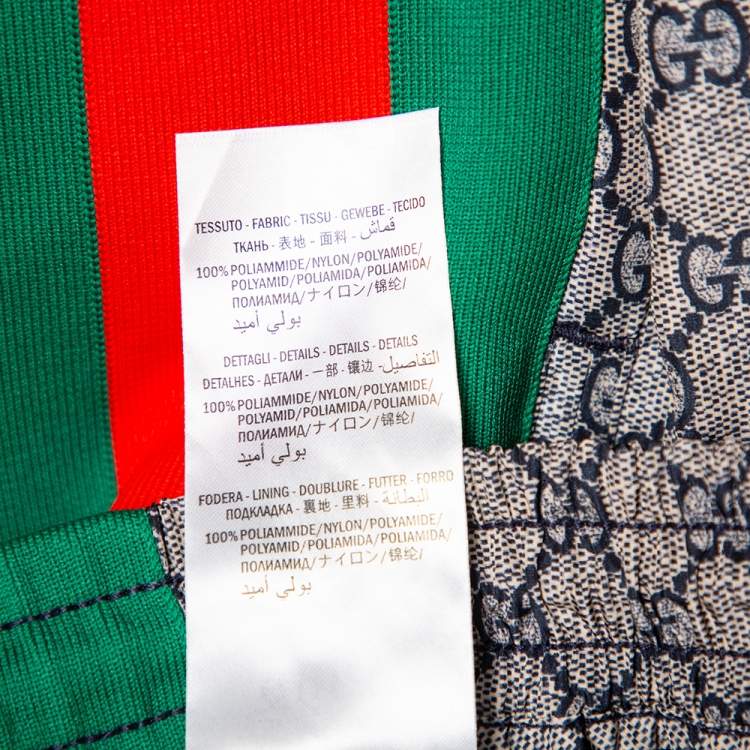 TESSUTO - FABRIC - TISSU - GEWEBE - TECIDO
ТКАНЬ - 表地 - 面料 - قماش
100% POLIAMMIDE/NYLON/POLYAMIDE/
POLYAMID/POLIAMIDA/POLIAMIDA/
ПОЛИАМИД/ナイロン/锦纶/
بولي أميد
DETTAGLI - DETAILS - DETAILS - DETAILS
DETALHES - ДЕТАЛИ - 一部 - 镶边 - التفاصيل
100% POLIAMMIDE/NYLON/POLYAMIDE/
POLYAMID/POLIAMIDA/POLIAMIDA/
ПОЛИАМИД/ナイロン/锦纶/
بولي أميد
FODERA - LINING - DOUBLURE - FUTTER - FORRO
ПОДКЛАДКА - 裏地 - 里料 - البطانة
100% POLIAMMIDE/NYLON/POLYAMIDE/
POLYAMID/POLIAMIDA/POLIAMIDA/
ПОЛИАМИД/ナイロン/锦纶/
بولي أميد